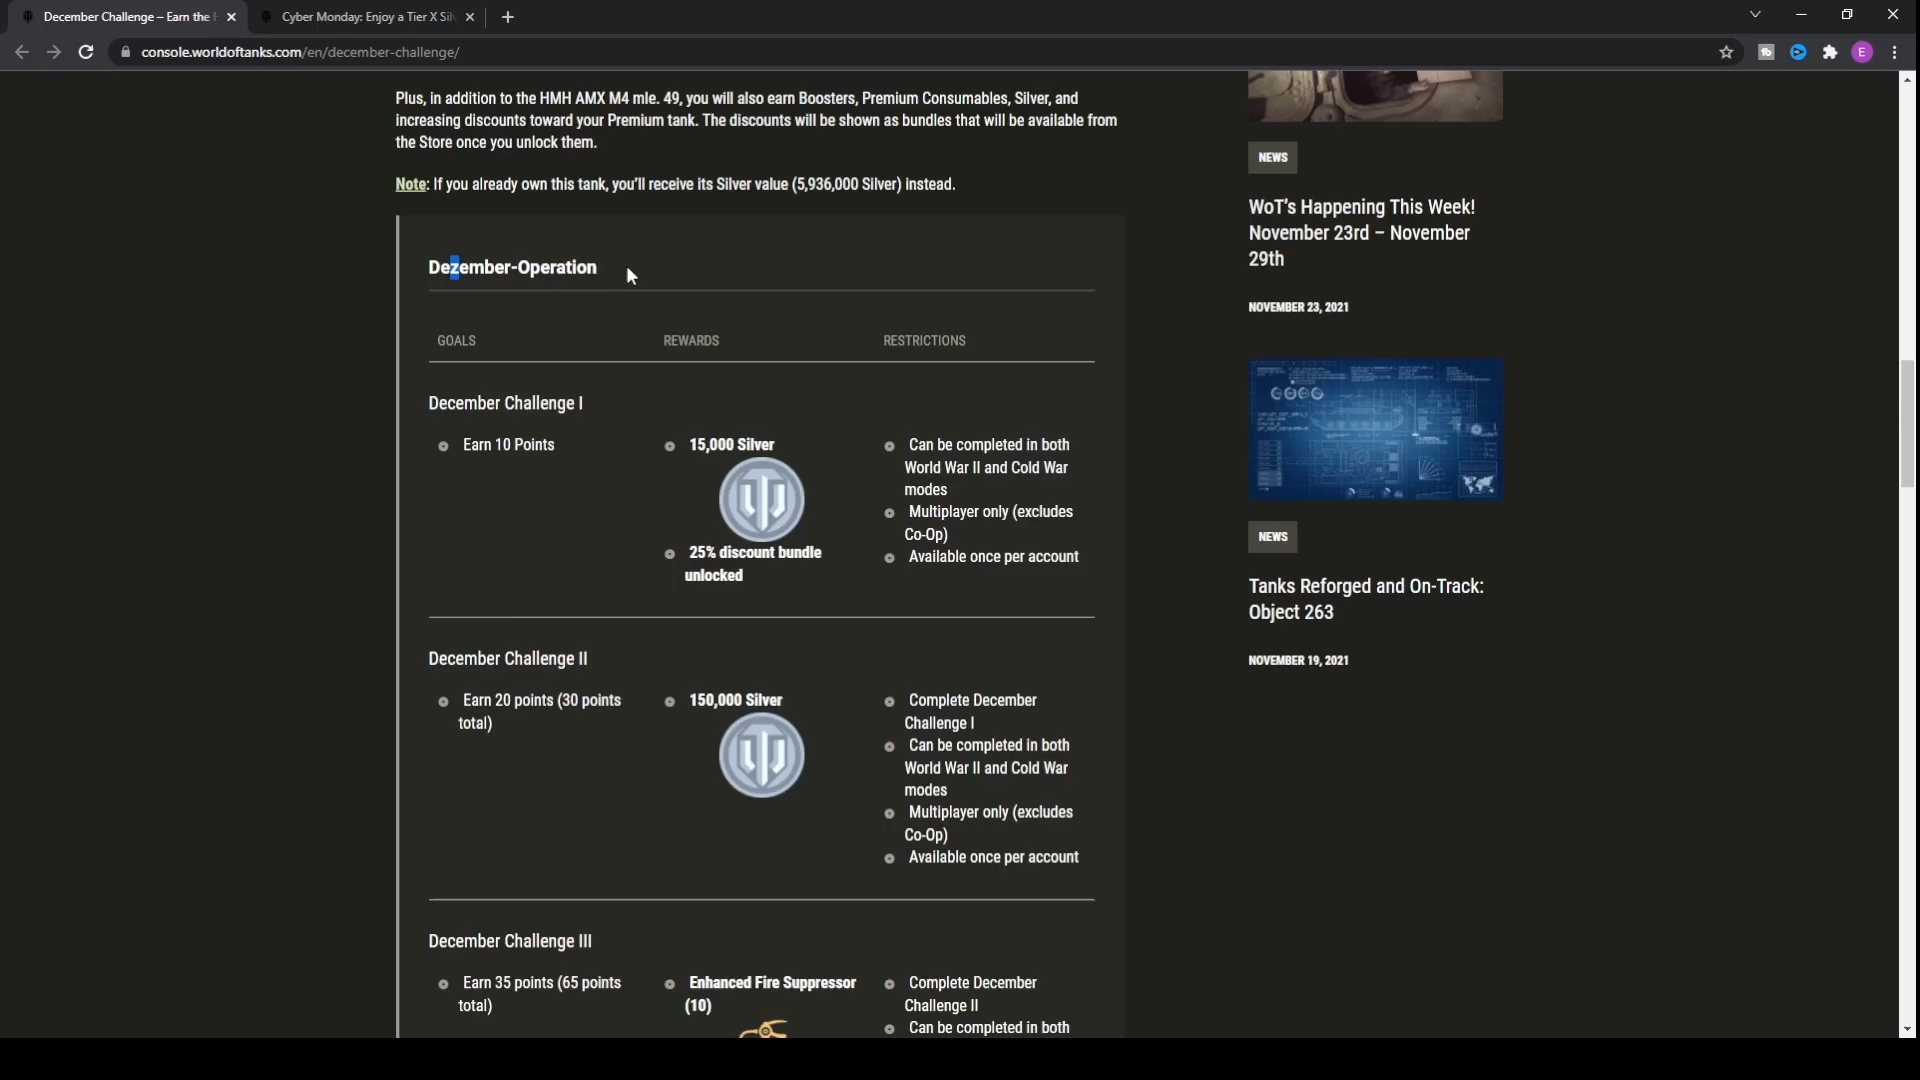 December Challenge – Earn the
Cyber Monday: Enjoy a Tier X Sil
console.worldoftanks.com/en/december-challenge/
E
Plus, in addition to the HMH AMX M4 mle. 49, you will also earn Boosters, Premium Consumables, Silver, and
increasing discounts toward your Premium tank. The discounts will be shown as bundles that will be available from
the Store once you unlock them.
Note: If you already own this tank, you'll receive its Silver value (5,936,000 Silver) instead.
Dezember-Operation
GOALS REWARDS RESTRICTIONS
December Challenge I
Earn 10 Points
15,000 Silver
25% discount bundle
unlocked
Can be completed in both
World War II and Cold War
modes
Multiplayer only (excludes
Co-Op)
Available once per account
December Challenge II
Earn 20 points (30 points
total)
150,000 Silver
Complete December
Challenge I
Can be completed in both
World War II and Cold War
modes
Multiplayer only (excludes
Co-Op)
Available once per account
December Challenge III
Earn 35 points (65 points
total)
Enhanced Fire Suppressor
(10)
Complete December
Challenge II
Can be completed in both
NEWS
WoT's Happening This Week!
November 23rd – November
29th
NOVEMBER 23, 2021
NEWS
Tanks Reforged and On-Track:
Object 263
NOVEMBER 19, 2021